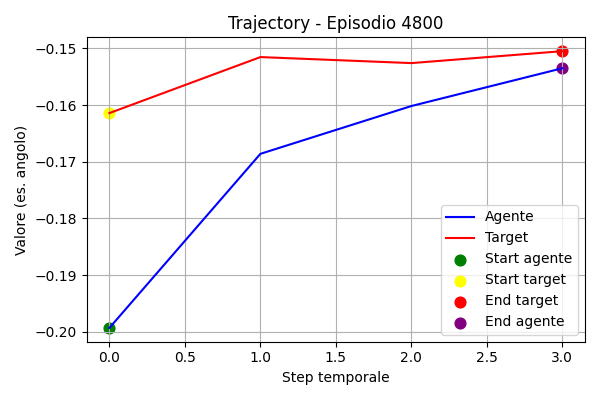 Trajectory - Episodio 4800
Valore (es. angolo)
−0.15
−0.16
−0.17
−0.18
−0.19
−0.20
0.0 0.5 1.0 1.5 2.0 2.5 3.0
Step temporale
Agente
Target
Start agente
Start target
End target
End agente